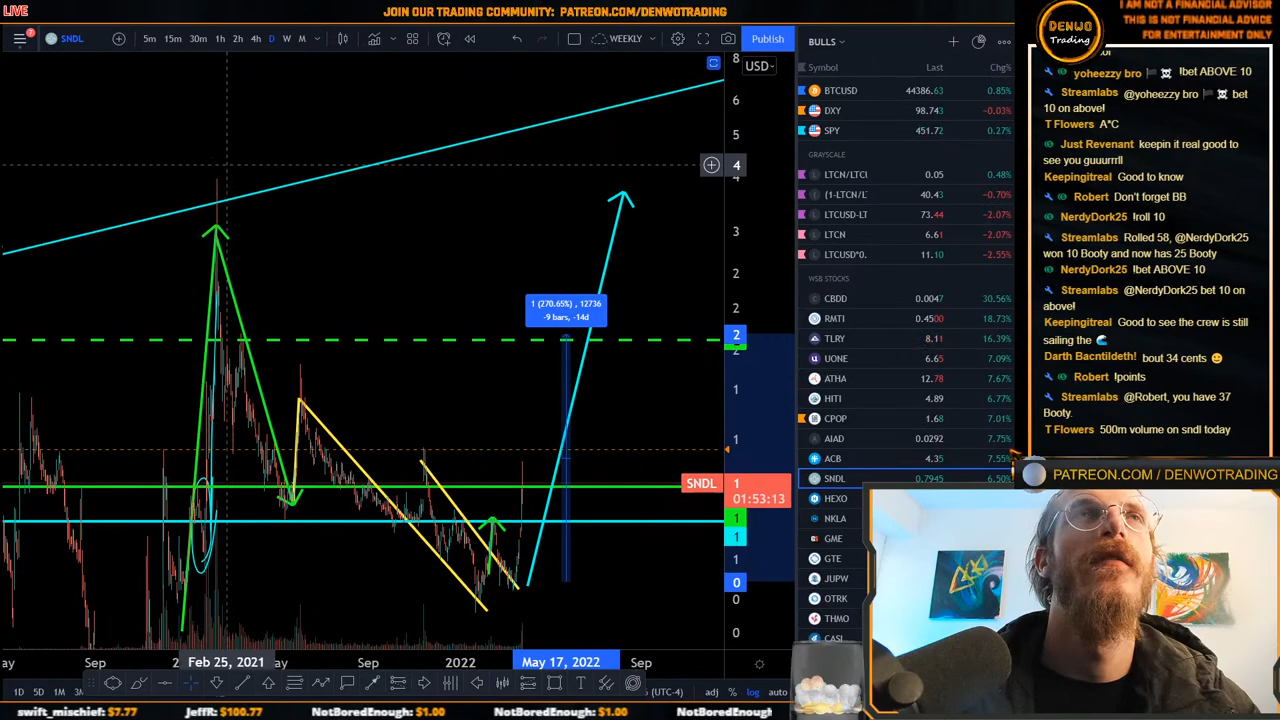 LIVE
JOIN OUR TRADING COMMUNITY: PATREON.COM/DENWOTRADING
7
SNDL
5m 15m 30m 1h 2h 4h D W M
WEEKLY
Publish
USD
8
6
5
4
4
3
2
2
2
2
1
1
SNDL 1
01:53:13
1
1
1
0
0
0
1 (270.65%) , 12736
-9 bars, -14d
Sep
Feb 25, 2021
Sep
2022
May 17, 2022
Sep
1D 5D 1M 3M
(UTC-4)
adj % log auto
BULLS
Symbol Last Chg%
BTCUSD 44386.63 0.85%
DXY 98.743 -0.03%
SPY 451.72 0.27%
GRAYSCALE
LTCN/LTCU 0.05 0.48%
(1-LTCN/L 40.43 -0.70%
LTCUSD-LT 73.44 -2.07%
LTCN 6.61 -2.07%
LTCUSD*0. 11.10 -2.55%
WSB STOCKS
CBDD 0.0047 30.56%
RMTI 0.4500 18.73%
TLRY 8.11 16.39%
UONE 6.65 7.09%
ATHA 12.78 7.67%
HITI 4.89 6.77%
CPOP 1.68 7.01%
AIAD 0.0292 7.75%
ACB 4.35 7.55%
SNDL 0.7945 6.50%
HEXO
NKLA
GME
GTE
JUPW
OTRK
THMO
CASI
DENWO
Trading
I AM NOT A FINANCIAL ADVISOR
THIS IS NOT FINANCIAL ADVICE
FOR ENTERTAINMENT ONLY
yoheezzy bro !bet ABOVE 10
Streamlabs @yoheezzy bro bet
10 on above!
T Flowers A*C
Just Revenant keepin it real good to
see you guuurrrll
Keepingitreal Good to know
Robert Don't forget BB
NerdyDork25 !roll 10
Streamlabs Rolled 58, @NerdyDork25
won 10 Booty and now has 25 Booty
NerdyDork25 !bet ABOVE 10
Streamlabs @NerdyDork25 bet 10 on
above!
Keepingitreal Good to see the crew is still
sailing the 🌊
Darth Bacntildeth! bout 34 cents 😀
Robert !points
Streamlabs @Robert, you have 37
Booty.
T Flowers 500m volume on sndl today
PATREON.COM / DENWOTRADING
swift_mischief: $7.77 JeffR: $100.77 NotBoredEnough: $1.00 NotBoredEnough: $1.00 NotBoredEnough: